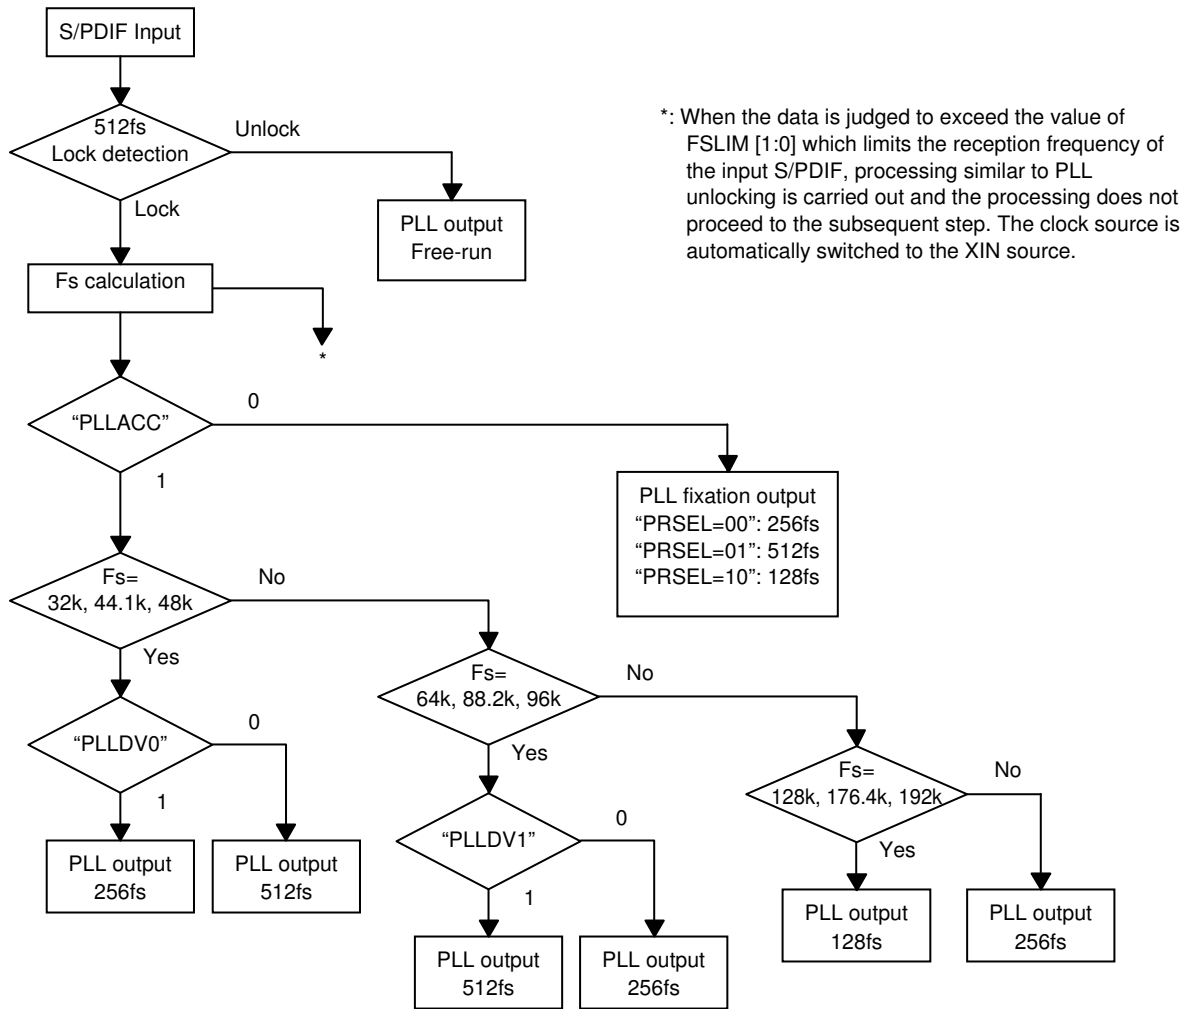 S/PDIF Input
512fs
Lock detection
Unlock
Lock
PLL output
Free-run
*: When the data is judged to exceed the value of
FSLIM [1:0] which limits the reception frequency of
the input S/PDIF, processing similar to PLL
unlocking is carried out and the processing does not
proceed to the subsequent step. The clock source is
automatically switched to the XIN source.
Fs calculation
*
“PLLACC”
0
1
PLL fixation output
“PRSEL=00”: 256fs
“PRSEL=01”: 512fs
“PRSEL=10”: 128fs
Fs=
32k, 44.1k, 48k
No
Yes
Fs=
64k, 88.2k, 96k
No
Yes
“PLLDV0”
0
1
Fs=
128k, 176.4k, 192k
No
Yes
“PLLDV1”
0
1
PLL output
256fs
PLL output
512fs
PLL output
128fs
PLL output
256fs
PLL output
512fs
PLL output
256fs